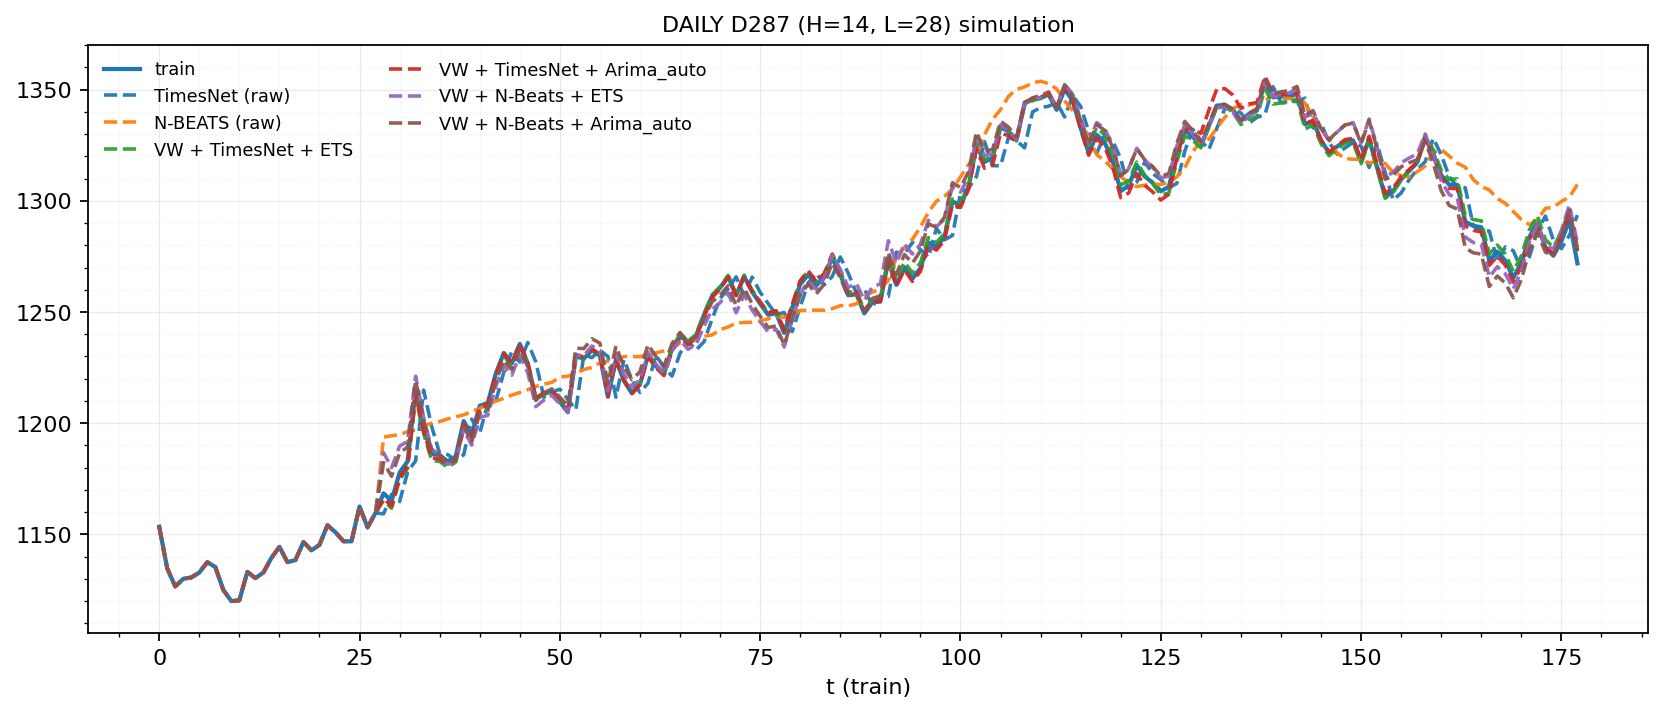 DAILY D287 (H=14, L=28) simulation
train
TimesNet (raw)
N-BEATS (raw)
VW + TimesNet + ETS
VW + TimesNet + Arima_auto
VW + N-Beats + ETS
VW + N-Beats + Arima_auto
1350
1300
1250
1200
1150
0 25 50 75 100 125 150 175
t (train)